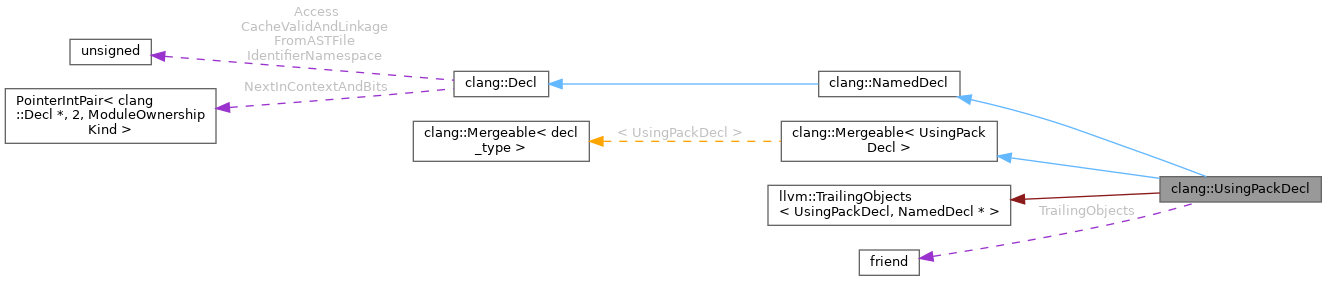 Access
CacheValidAndLinkage
FromASTFile
IdentifierNamespace
unsigned
clang::Decl
clang::NamedDecl
NextInContextAndBits
PointerIntPair< clang
::Decl *, 2, ModuleOwnership
Kind >
clang::Mergeable< decl
_type >
< UsingPackDecl >
clang::Mergeable< UsingPack
Decl >
clang::UsingPackDecl
llvm::TrailingObjects
< UsingPackDecl, NamedDecl * >
TrailingObjects
friend